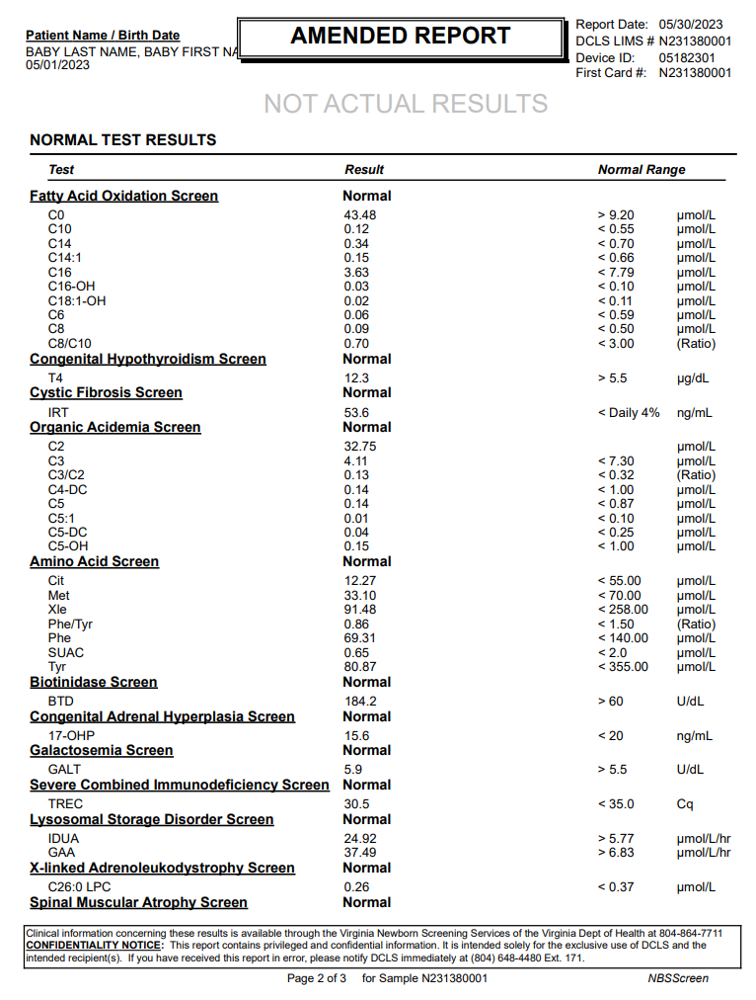 Patient Name / Birth Date
BABY LAST NAME, BABY FIRST NA
05/01/2023
AMENDED REPORT
Report Date: 05/30/2023
DCLS LIMS # N231380001
Device ID: 05182301
First Card #: N231380001
NOT ACTUAL RESULTS
NORMAL TEST RESULTS
Test Result Normal Range
Fatty Acid Oxidation Screen Normal
C0 43.48 > 9.20 µmol/L
C10 0.12 < 0.55 µmol/L
C14 0.34 < 0.70 µmol/L
C14:1 0.15 < 0.66 µmol/L
C16 3.63 < 7.79 µmol/L
C16-OH 0.03 < 0.10 µmol/L
C18:1-OH 0.02 < 0.11 µmol/L
C6 0.06 < 0.59 µmol/L
C8 0.09 < 0.50 µmol/L
C8/C10 0.70 < 3.00 (Ratio)
Congenital Hypothyroidism Screen Normal
T4 12.3 > 5.5 µg/dL
Cystic Fibrosis Screen Normal
IRT 53.6 < Daily 4% ng/mL
Organic Acidemia Screen Normal
C2 32.75 µmol/L
C3 4.11 < 7.30 µmol/L
C3/C2 0.13 < 0.32 (Ratio)
C4-DC 0.14 < 1.00 µmol/L
C5 0.14 < 0.87 µmol/L
C5:1 0.01 < 0.10 µmol/L
C5-DC 0.04 < 0.25 µmol/L
C5-OH 0.15 < 1.00 µmol/L
Amino Acid Screen Normal
Cit 12.27 < 55.00 µmol/L
Met 33.10 < 70.00 µmol/L
Xle 91.48 < 258.00 µmol/L
Phe/Tyr 0.86 < 1.50 (Ratio)
Phe 69.31 < 140.00 µmol/L
SUAC 0.65 < 2.0 µmol/L
Tyr 80.87 < 355.00 µmol/L
Biotinidase Screen Normal
BTD 184.2 > 60 U/dL
Congenital Adrenal Hyperplasia Screen Normal
17-OHP 15.6 < 20 ng/mL
Galactosemia Screen Normal
GALT 5.9 > 5.5 U/dL
Severe Combined Immunodeficiency Screen Normal
TREC 30.5 < 35.0 Cq
Lysosomal Storage Disorder Screen Normal
IDUA 24.92 > 5.77 µmol/L/hr
GAA 37.49 > 6.83 µmol/L/hr
X-linked Adrenoleukodystrophy Screen Normal
C26:0 LPC 0.26 < 0.37 µmol/L
Spinal Muscular Atrophy Screen Normal
Clinical information concerning these results is available through the Virginia Newborn Screening Services of the Virginia Dept of Health at 804-864-7711
CONFIDENTIALITY NOTICE: This report contains privileged and confidential information. It is intended solely for the exclusive use of DCLS and the
intended recipient(s). If you have received this report in error, please notify DCLS immediately at (804) 648-4480 Ext. 171.
Page 2 of 3 for Sample N231380001 NBSScreen